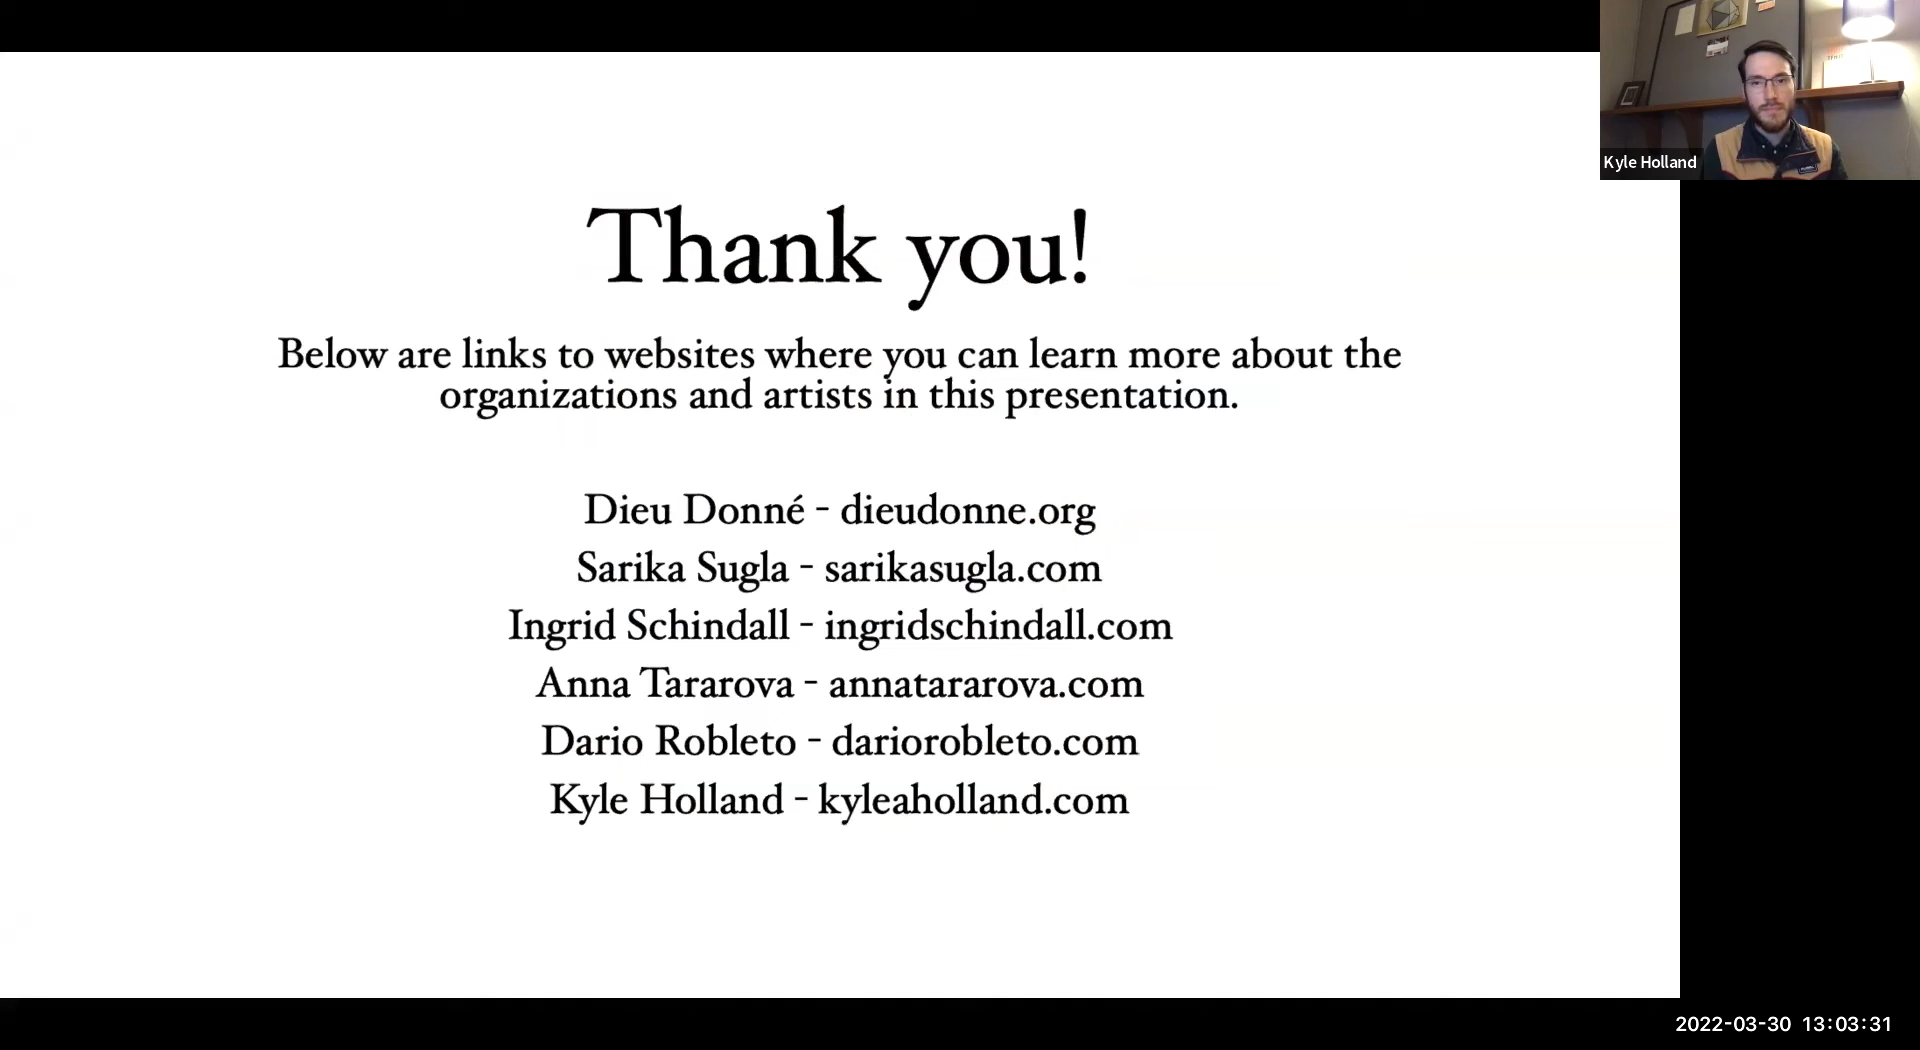 Thank you!
Below are links to websites where you can learn more about the
organizations and artists in this presentation.
Dieu Donné - dieudonne.org
Sarika Sugla - sarikasugla.com
Ingrid Schindall - ingridschindall.com
Anna Tararova - annatararova.com
Dario Robleto - dariorobleto.com
Kyle Holland - kyleaholland.com
Kyle Holland
2022-03-30 13:03:31